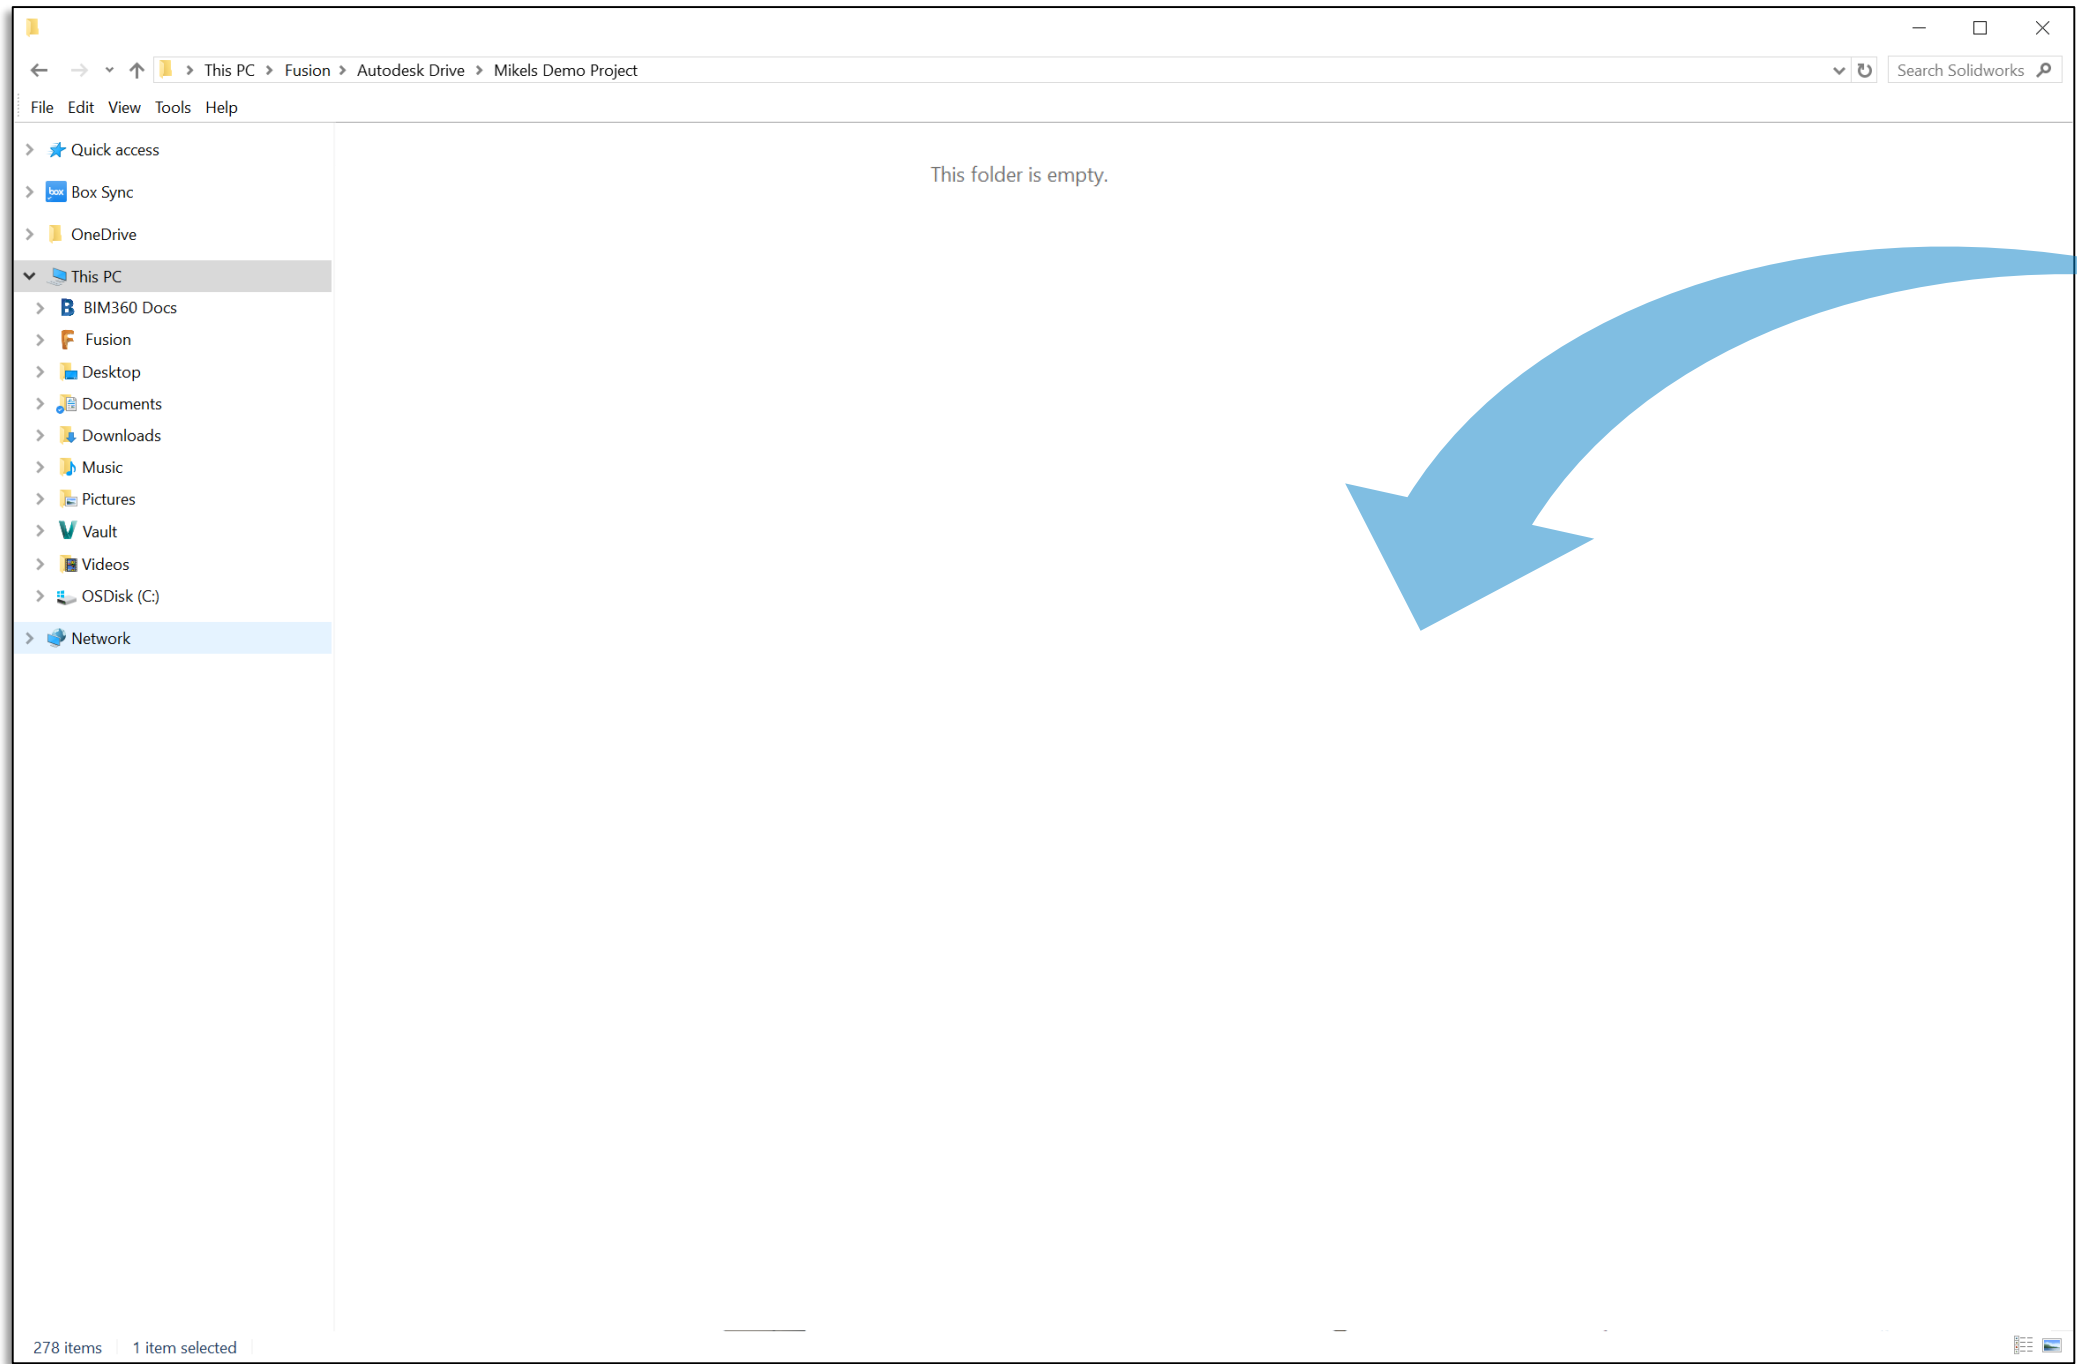 This PC > Fusion > Autodesk Drive > Mikels Demo Project
Search Solidworks
File Edit View Tools Help
Quick access
box Box Sync
OneDrive
This PC
BIM360 Docs
Fusion
Desktop
Documents
Downloads
Music
Pictures
Vault
Videos
OSDisk (C:)
Network
This folder is empty.
278 items 1 item selected